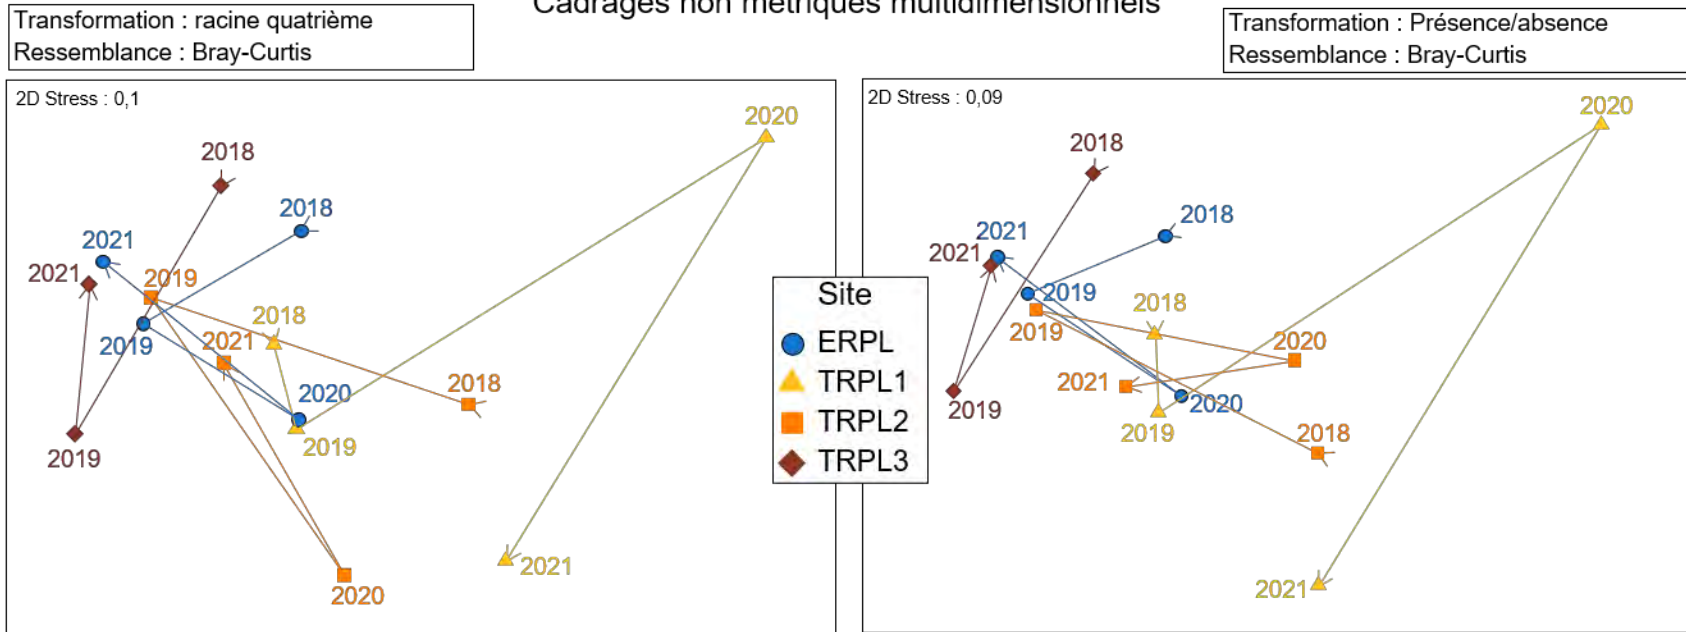 Cadrages non métriques multidimensionnels
Transformation : racine quatrième
Ressemblance : Bray-Curtis
Transformation : Présence/absence
Ressemblance : Bray-Curtis
2D Stress : 0,1
2020
2018
2018
2021
2021
2019
2018
2019
2021
2018
2020
2019
2019
2021
2020
Site
ERPL
TRPL1
TRPL2
TRPL3
2D Stress : 0,09
2020
2018
2018
2021
2021
2019
2018
2019
2020
2021
2019
2020
2019
2018
2021